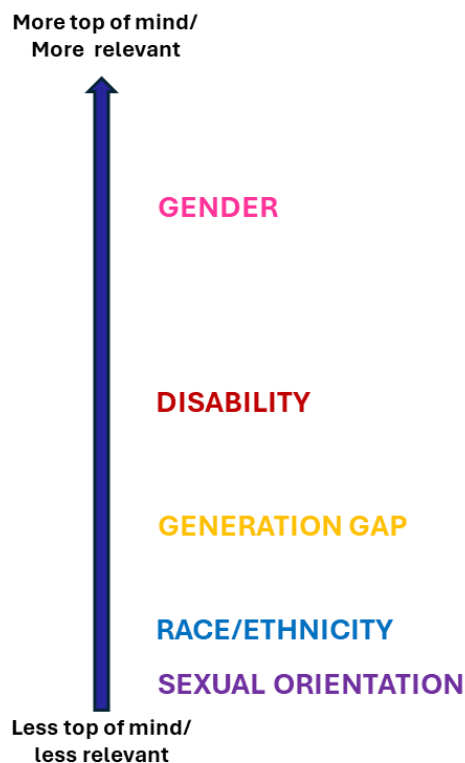 More top of mind/
More relevant
GENDER
DISABILITY
GENERATION GAP
RACE/ETHNICITY
SEXUAL ORIENTATION
Less top of mind/
less relevant